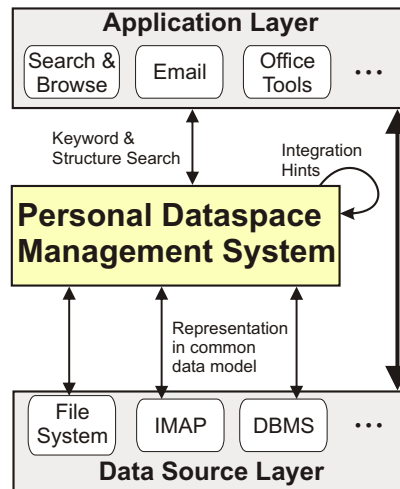 Application Layer
Search &
Browse
Email
Office
Tools
...
Keyword &
Structure Search
Integration
Hints
Personal Dataspace
Management System
Representation
in common
data model
File
System
IMAP
DBMS
...
Data Source Layer